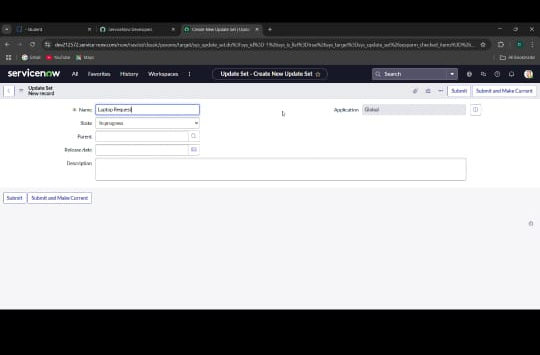 student
ServiceNow Developers
Create New Update Set | Updat
Gmail
YouTube
Maps
All Bookmarks
servicenow
All
Favorites
History
Workspaces
Update Set - Create New Update Set
Search
Update Set
New record
Submit
Submit and Make Current
Name
Laptop Request
Application
Global
State
In progress
Parent
Release date
Description
Submit
Submit and Make Current